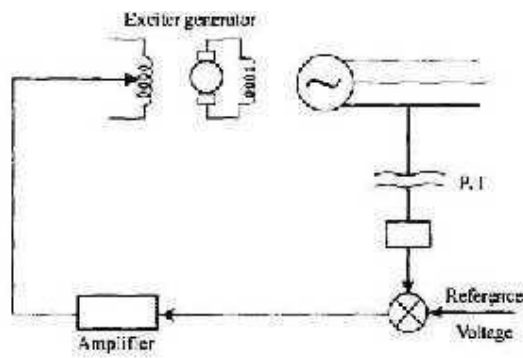 Exciter generator
P.T
Reference
Voltage
Amplifier